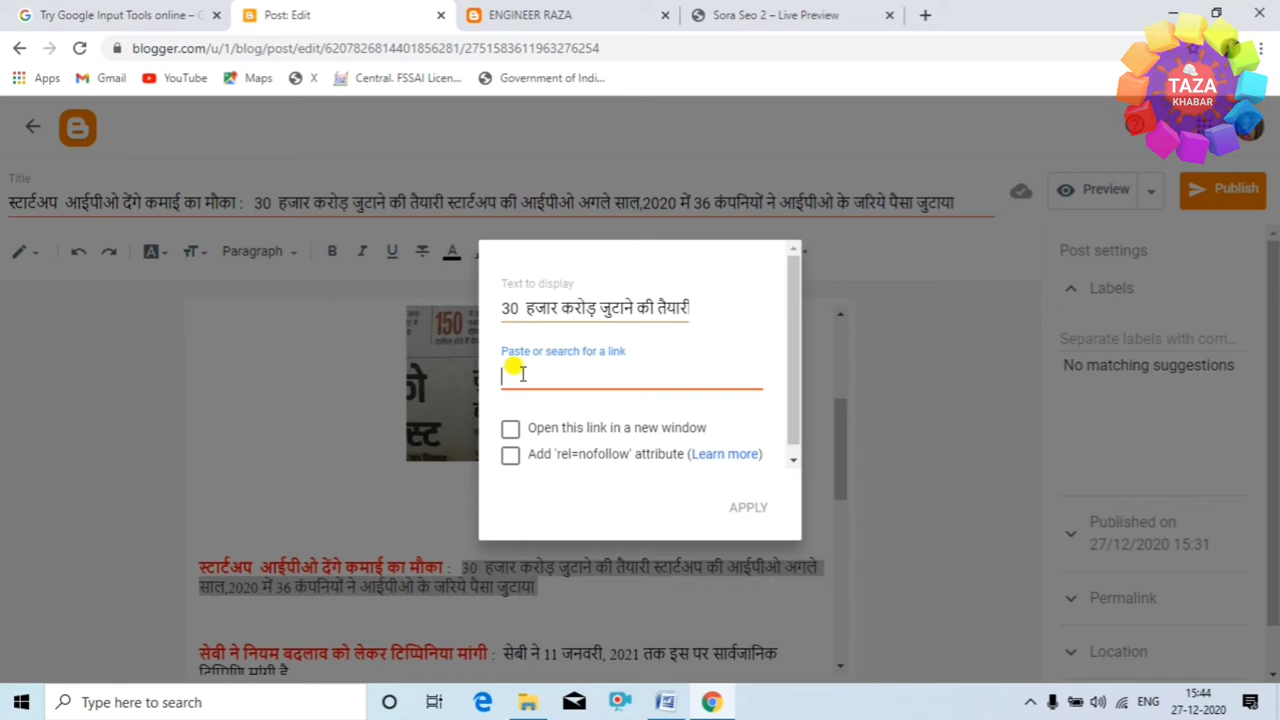 Try Google Input Tools online – G
Post: Edit
ENGINEER RAZA
Sora Seo 2 – Live Preview
blogger.com/u/1/blog/post/edit/6207826814401856281/2751583611963276254
Apps
Gmail
YouTube
Maps
X
Central. FSSAI Licen...
Government of Indi...
TAZA
KHABAR
Title
स्टार्टअप आईपीओ देंगे कमाई का मौका : 30 हजार करोड़ जुटाने की तैयारी स्टार्टअप की आईपीओ अगले साल,2020 में 36 कंपनियों ने आईपीओ के जरिये पैसा जुटाया
Preview
Publish
Paragraph
B I U
A
Post settings
Labels
Separate labels with com...
No matching suggestions
Published on
27/12/2020 15:31
Permalink
Location
Text to display
30 हजार करोड़ जुटाने की तैयारी
Paste or search for a link
Open this link in a new window
Add 'rel=nofollow' attribute (Learn more)
APPLY
150
स्टार्टअप आईपीओ देंगे कमाई का मौका : 30 हजार करोड़ जुटाने की तैयारी स्टार्टअप की आईपीओ अगले
साल,2020 में 36 कंपनियों ने आईपीओ के जरिये पैसा जुटाया
सेबी ने नियम बदलाव को लेकर टिप्पिनिया मांगी : सेबी ने 11 जनवरी, 2021 तक इस पर सार्वजानिक
टिप्पिणि मांगी है
Type here to search
ENG
15:44
27-12-2020